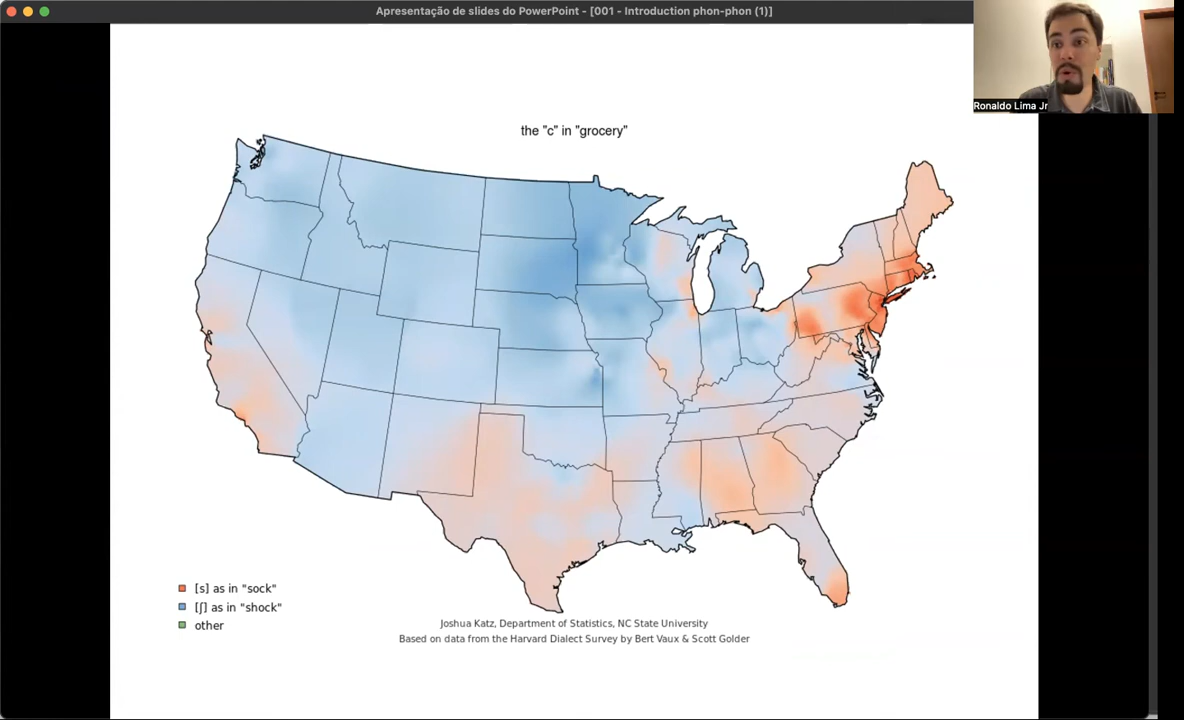 Apresentação de slides do PowerPoint - [001 - Introduction phon-phon (1)]
Ronaldo Lima Jr
the "c" in "grocery"
[s] as in "sock"
[ʃ] as in "shock"
other
Joshua Katz, Department of Statistics, NC State University
Based on data from the Harvard Dialect Survey by Bert Vaux & Scott Golder